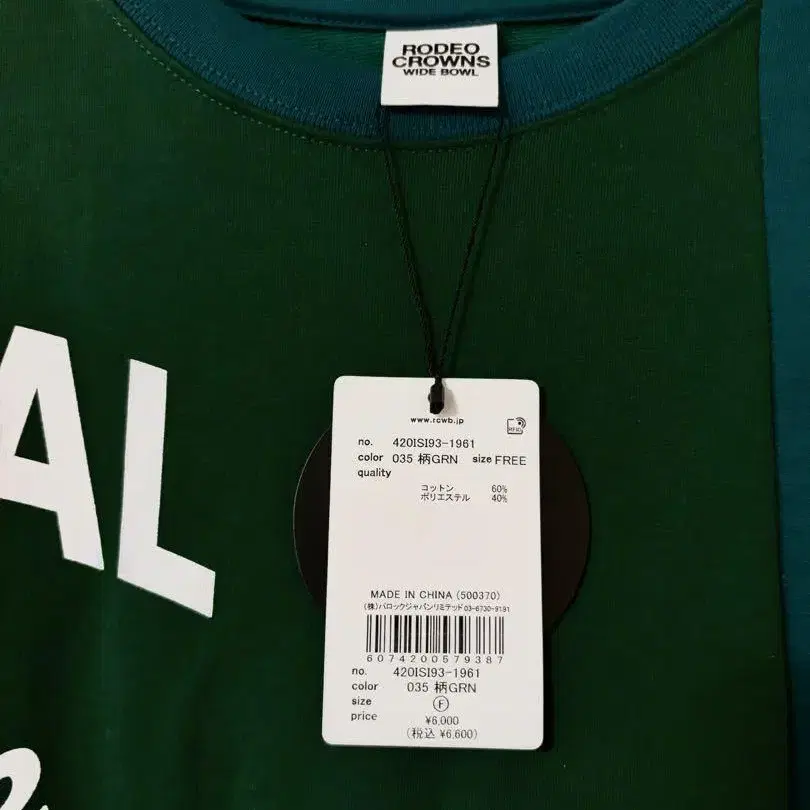 RODEO
CROWNS
WIDE BOWL
AL
www.rcwb.jp
RFID
no. 420ISI93-1961
color 035 柄GRN size FREE
quality
コットン 60%
ポリエステル 40%
MADE IN CHINA (500370)
(株)バロックジャパンリミテッド03-6730-9191
6074200579387
no. 420ISI93-1961
color 035 柄GRN
size Ⓕ
price ¥6,000
(税込 ¥6,600)